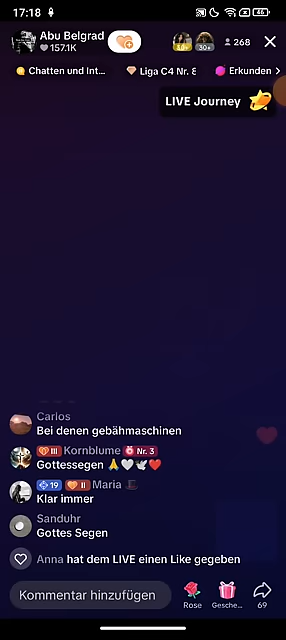 17:18
46
Abu Belgrad
157.1K
30+
268
Chatten und Int...
Liga C4 Nr. 8
Erkunden
LIVE Journey
Carlos
Bei denen gebähmaschinen
III Kornblume Nr. 3
Gottessegen
19 II Maria
Klar immer
Sanduhr
Gottes Segen
Anna hat dem LIVE einen Like gegeben
Kommentar hinzufügen
Rose
Gesche...
69